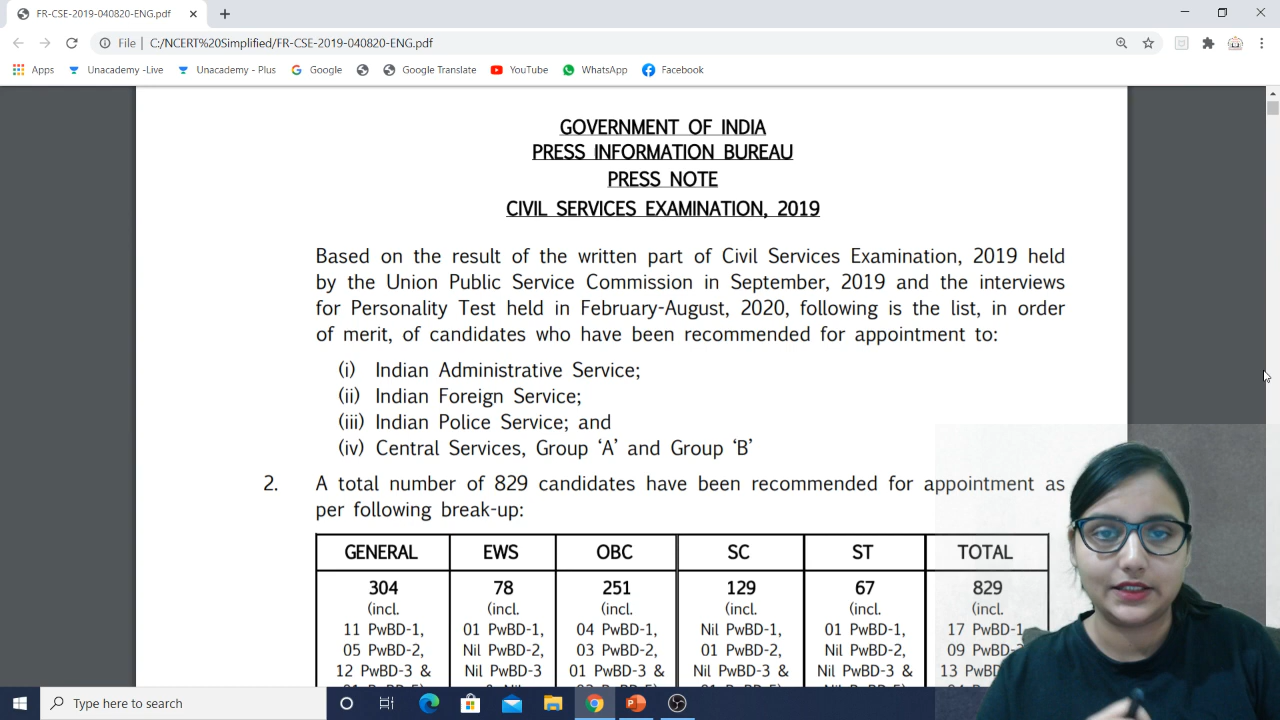 FR-CSE-2019-040820-ENG.pdf
File | C:/NCERT%20Simplified/FR-CSE-2019-040820-ENG.pdf
Apps Unacademy -Live Unacademy - Plus Google Google Translate YouTube WhatsApp Facebook
GOVERNMENT OF INDIA
PRESS INFORMATION BUREAU
PRESS NOTE
CIVIL SERVICES EXAMINATION, 2019
Based on the result of the written part of Civil Services Examination, 2019 held
by the Union Public Service Commission in September, 2019 and the interviews
for Personality Test held in February-August, 2020, following is the list, in order
of merit, of candidates who have been recommended for appointment to:
(i) Indian Administrative Service;
(ii) Indian Foreign Service;
(iii) Indian Police Service; and
(iv) Central Services, Group ‘A’ and Group ‘B’
2. A total number of 829 candidates have been recommended for appointment as
per following break-up:
GENERAL EWS OBC SC ST TOTAL
304 78 251 129 67 829
(incl. (incl. (incl. (incl. (incl. (incl.
11 PwBD-1, 01 PwBD-1, 04 PwBD-1, Nil PwBD-1, 01 PwBD-1, 17 PwBD-1
05 PwBD-2, Nil PwBD-2, 03 PwBD-2, 01 PwBD-2, Nil PwBD-2, 09 PwBD-
12 PwBD-3 & Nil PwBD-3 01 PwBD-3 & Nil PwBD-3 & Nil PwBD-3 & 13 PwBD
Type here to search